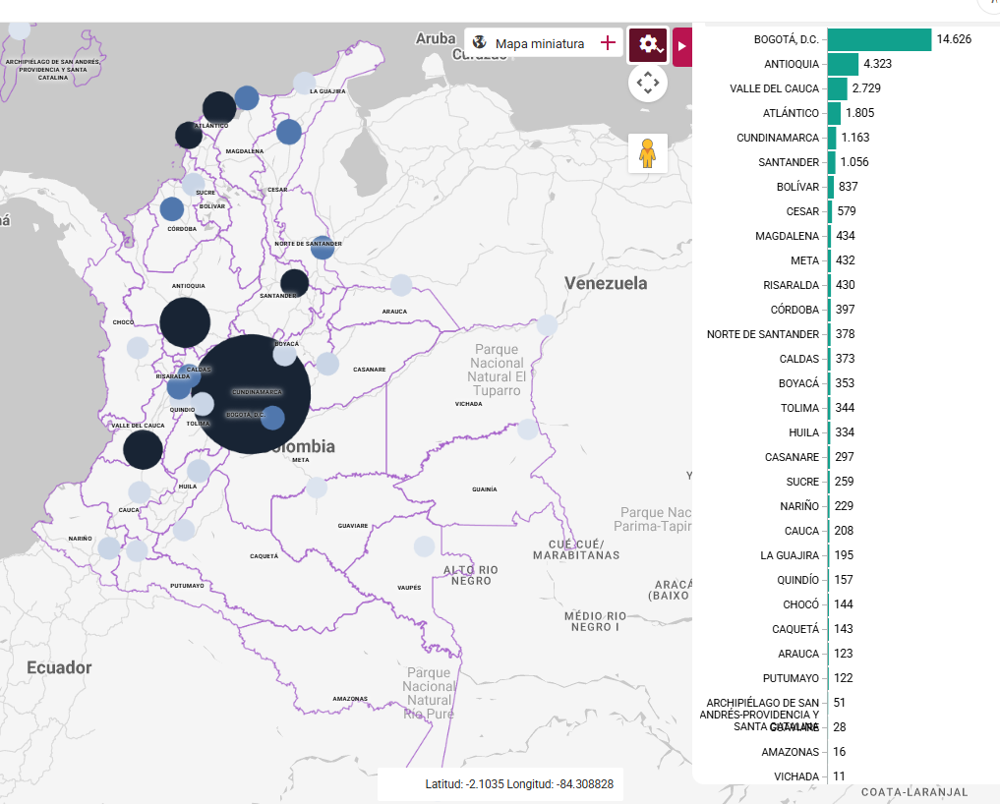 ARCHIPIÉLAGO DE SAN ANDRÉS,
PROVIDENCIA Y SANTA
CATALINA
Aruba
Curazao
Mapa miniatura
LA GUAJIRA
ATLÁNTICO
MAGDALENA
CESAR
SUCRE
BOLÍVAR
CÓRDOBA
NORTE DE SANTANDER
ANTIOQUIA
SANTANDER
ARAUCA
Venezuela
CHOCÓ
BOYACÁ
CASANARE
Parque
Nacional
Natural El
Tuparro
CALDAS
RISARALDA
CUNDINAMARCA
VICHADA
QUINDÍO
BOGOTÁ, D.C.
TOLIMA
VALLE DEL CAUCA
META
HUILA
GUAINÍA
CAUCA
Parque Nac
Parima-Tapir
GUAVIARE
NARIÑO
CUÉ CUÉ/
MARABITANAS
CAQUETÁ
ALTO RIO
NEGRO
PUTUMAYO
VAUPÉS
ARACÁ
(BAIXO
MÉDIO RIO
NEGRO I
Ecuador
Parque
Nacional
Natural
Río Puré
AMAZONAS
Latitud: -2.1035 Longitud: -84.308828
COATA-LARANJAL
BOGOTÁ, D.C. 14.626
ANTIOQUIA 4.323
VALLE DEL CAUCA 2.729
ATLÁNTICO 1.805
CUNDINAMARCA 1.163
SANTANDER 1.056
BOLÍVAR 837
CESAR 579
MAGDALENA 434
META 432
RISARALDA 430
CÓRDOBA 397
NORTE DE SANTANDER 378
CALDAS 373
BOYACÁ 353
TOLIMA 344
HUILA 334
CASANARE 297
SUCRE 259
NARIÑO 229
CAUCA 208
LA GUAJIRA 195
QUINDÍO 157
CHOCÓ 144
CAQUETÁ 143
ARAUCA 123
PUTUMAYO 122
ARCHIPIÉLAGO DE SAN 51
ANDRÉS-PROVIDENCIA Y
SANTA CATALINA
GUAVIARE 28
AMAZONAS 16
VICHADA 11